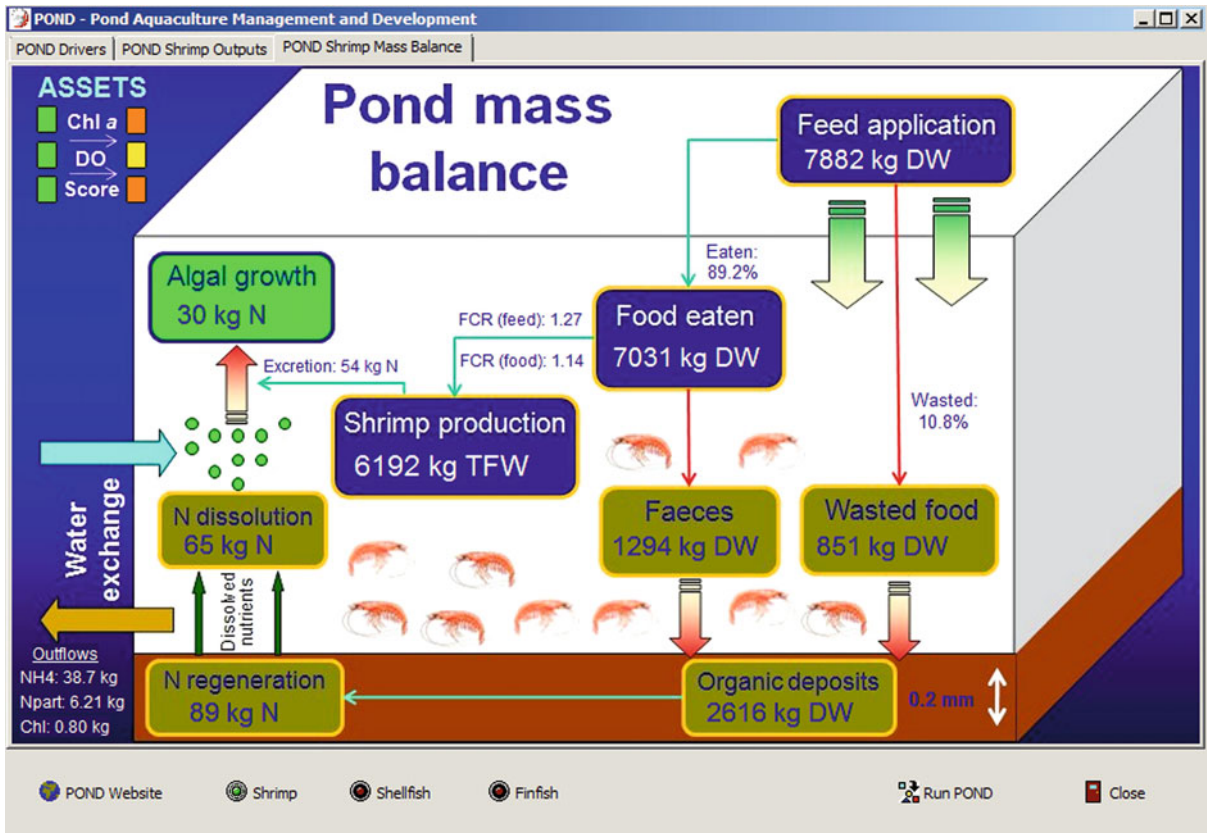 POND - Pond Aquaculture Management and Development
POND Drivers
POND Shrimp Outputs
POND Shrimp Mass Balance
ASSETS
Chl a
DO
Score
Pond mass
balance
Feed application
7882 kg DW
Eaten:
89.2%
Algal growth
30 kg N
FCR (feed): 1.27
FCR (food): 1.14
Food eaten
7031 kg DW
Excretion: 54 kg N
Shrimp production
6192 kg TFW
Wasted:
10.8%
N dissolution
65 kg N
Faeces
1294 kg DW
Wasted food
851 kg DW
Water
exchange
Dissolved
nutrients
Outflows
NH4: 38.7 kg
Npart: 6.21 kg
Chl: 0.80 kg
N regeneration
89 kg N
Organic deposits
2616 kg DW
0.2 mm
POND Website
Shrimp
Shellfish
Finfish
Run POND
Close